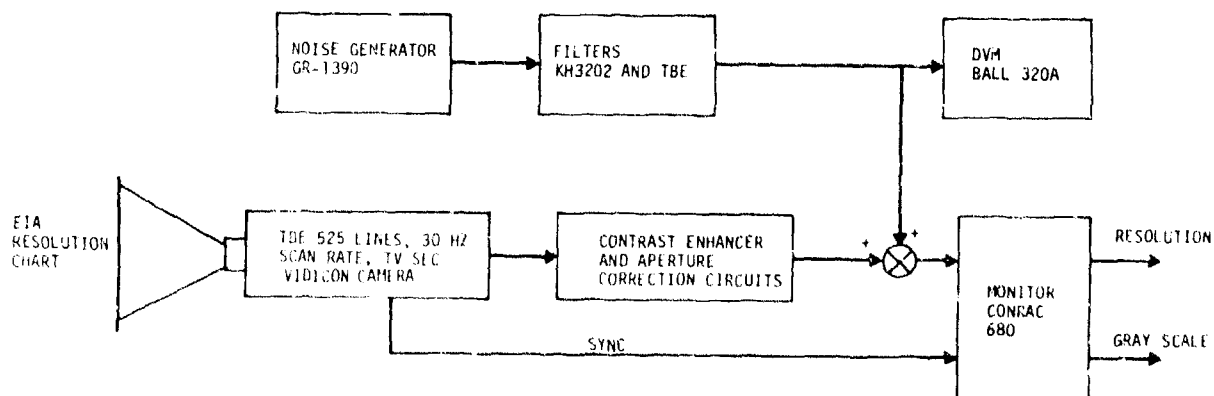 NOISE GENERATOR
GR-1390
FILTERS
KH3202 AND TBE
DVM
BALL 320A
EIA
RESOLUTION
CHART
TBE 525 LINES, 30 HZ
SCAN RATE, TV SEC
VIDICON CAMERA
CONTRAST ENHANCER
AND APERTURE
CORRECTION CIRCUITS
+
+
MONITOR
CONRAC
680
RESOLUTION
GRAY SCALE
SYNC